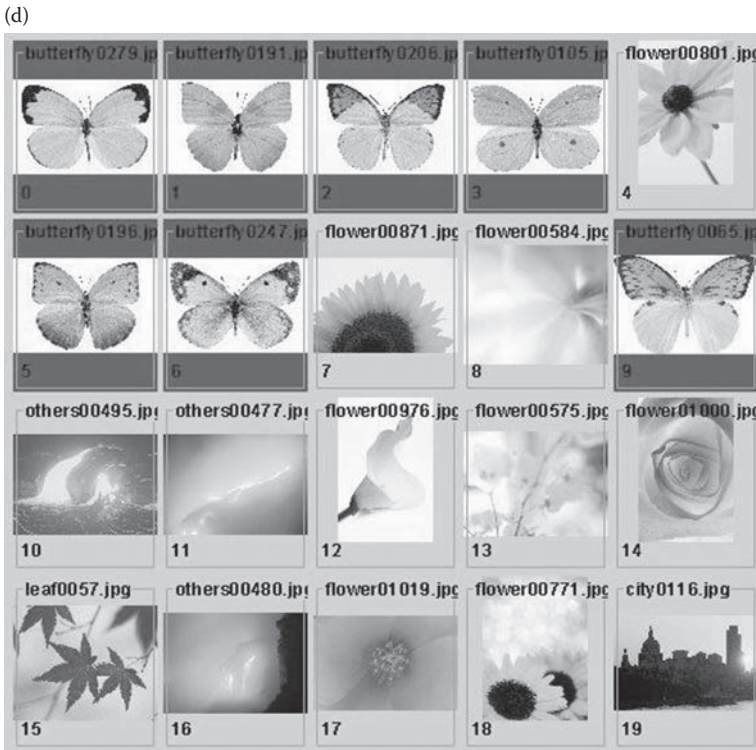 (d)
butterfly0279.jp butterfly0191.jp butterfly0206.jp butterfly0105.jp flower00801.jpg
0 1 2 3 4
butterfly0196.jp butterfly0247.jp flower00871.jpg flower00584.jpg butterfly0065.jp
5 6 7 8 9
others00495.jpg others00477.jpg flower00976.jpg flower00575.jpg flower01000.jpg
10 11 12 13 14
leaf0057.jpg others00480.jpg flower01019.jpg flower00771.jpg city0116.jpg
15 16 17 18 19